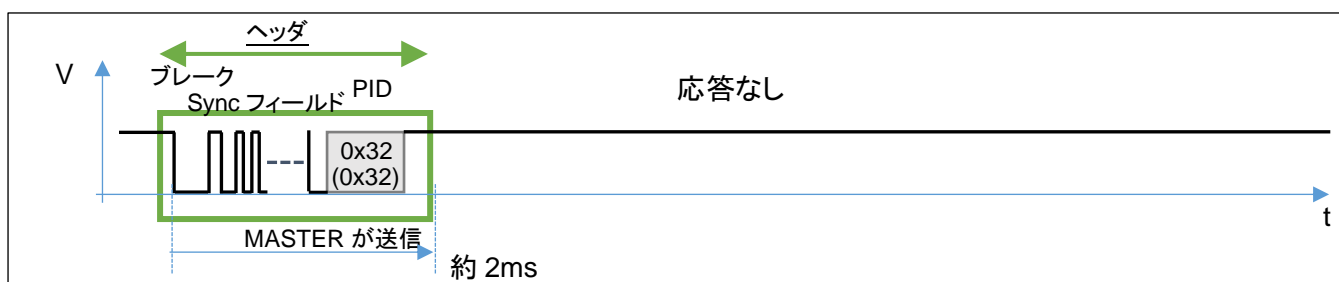 ヘッダ
V
ブレーク
Sync フィールド
PID
応答なし
0x32
(0x32)
t
MASTER が送信
約 2ms